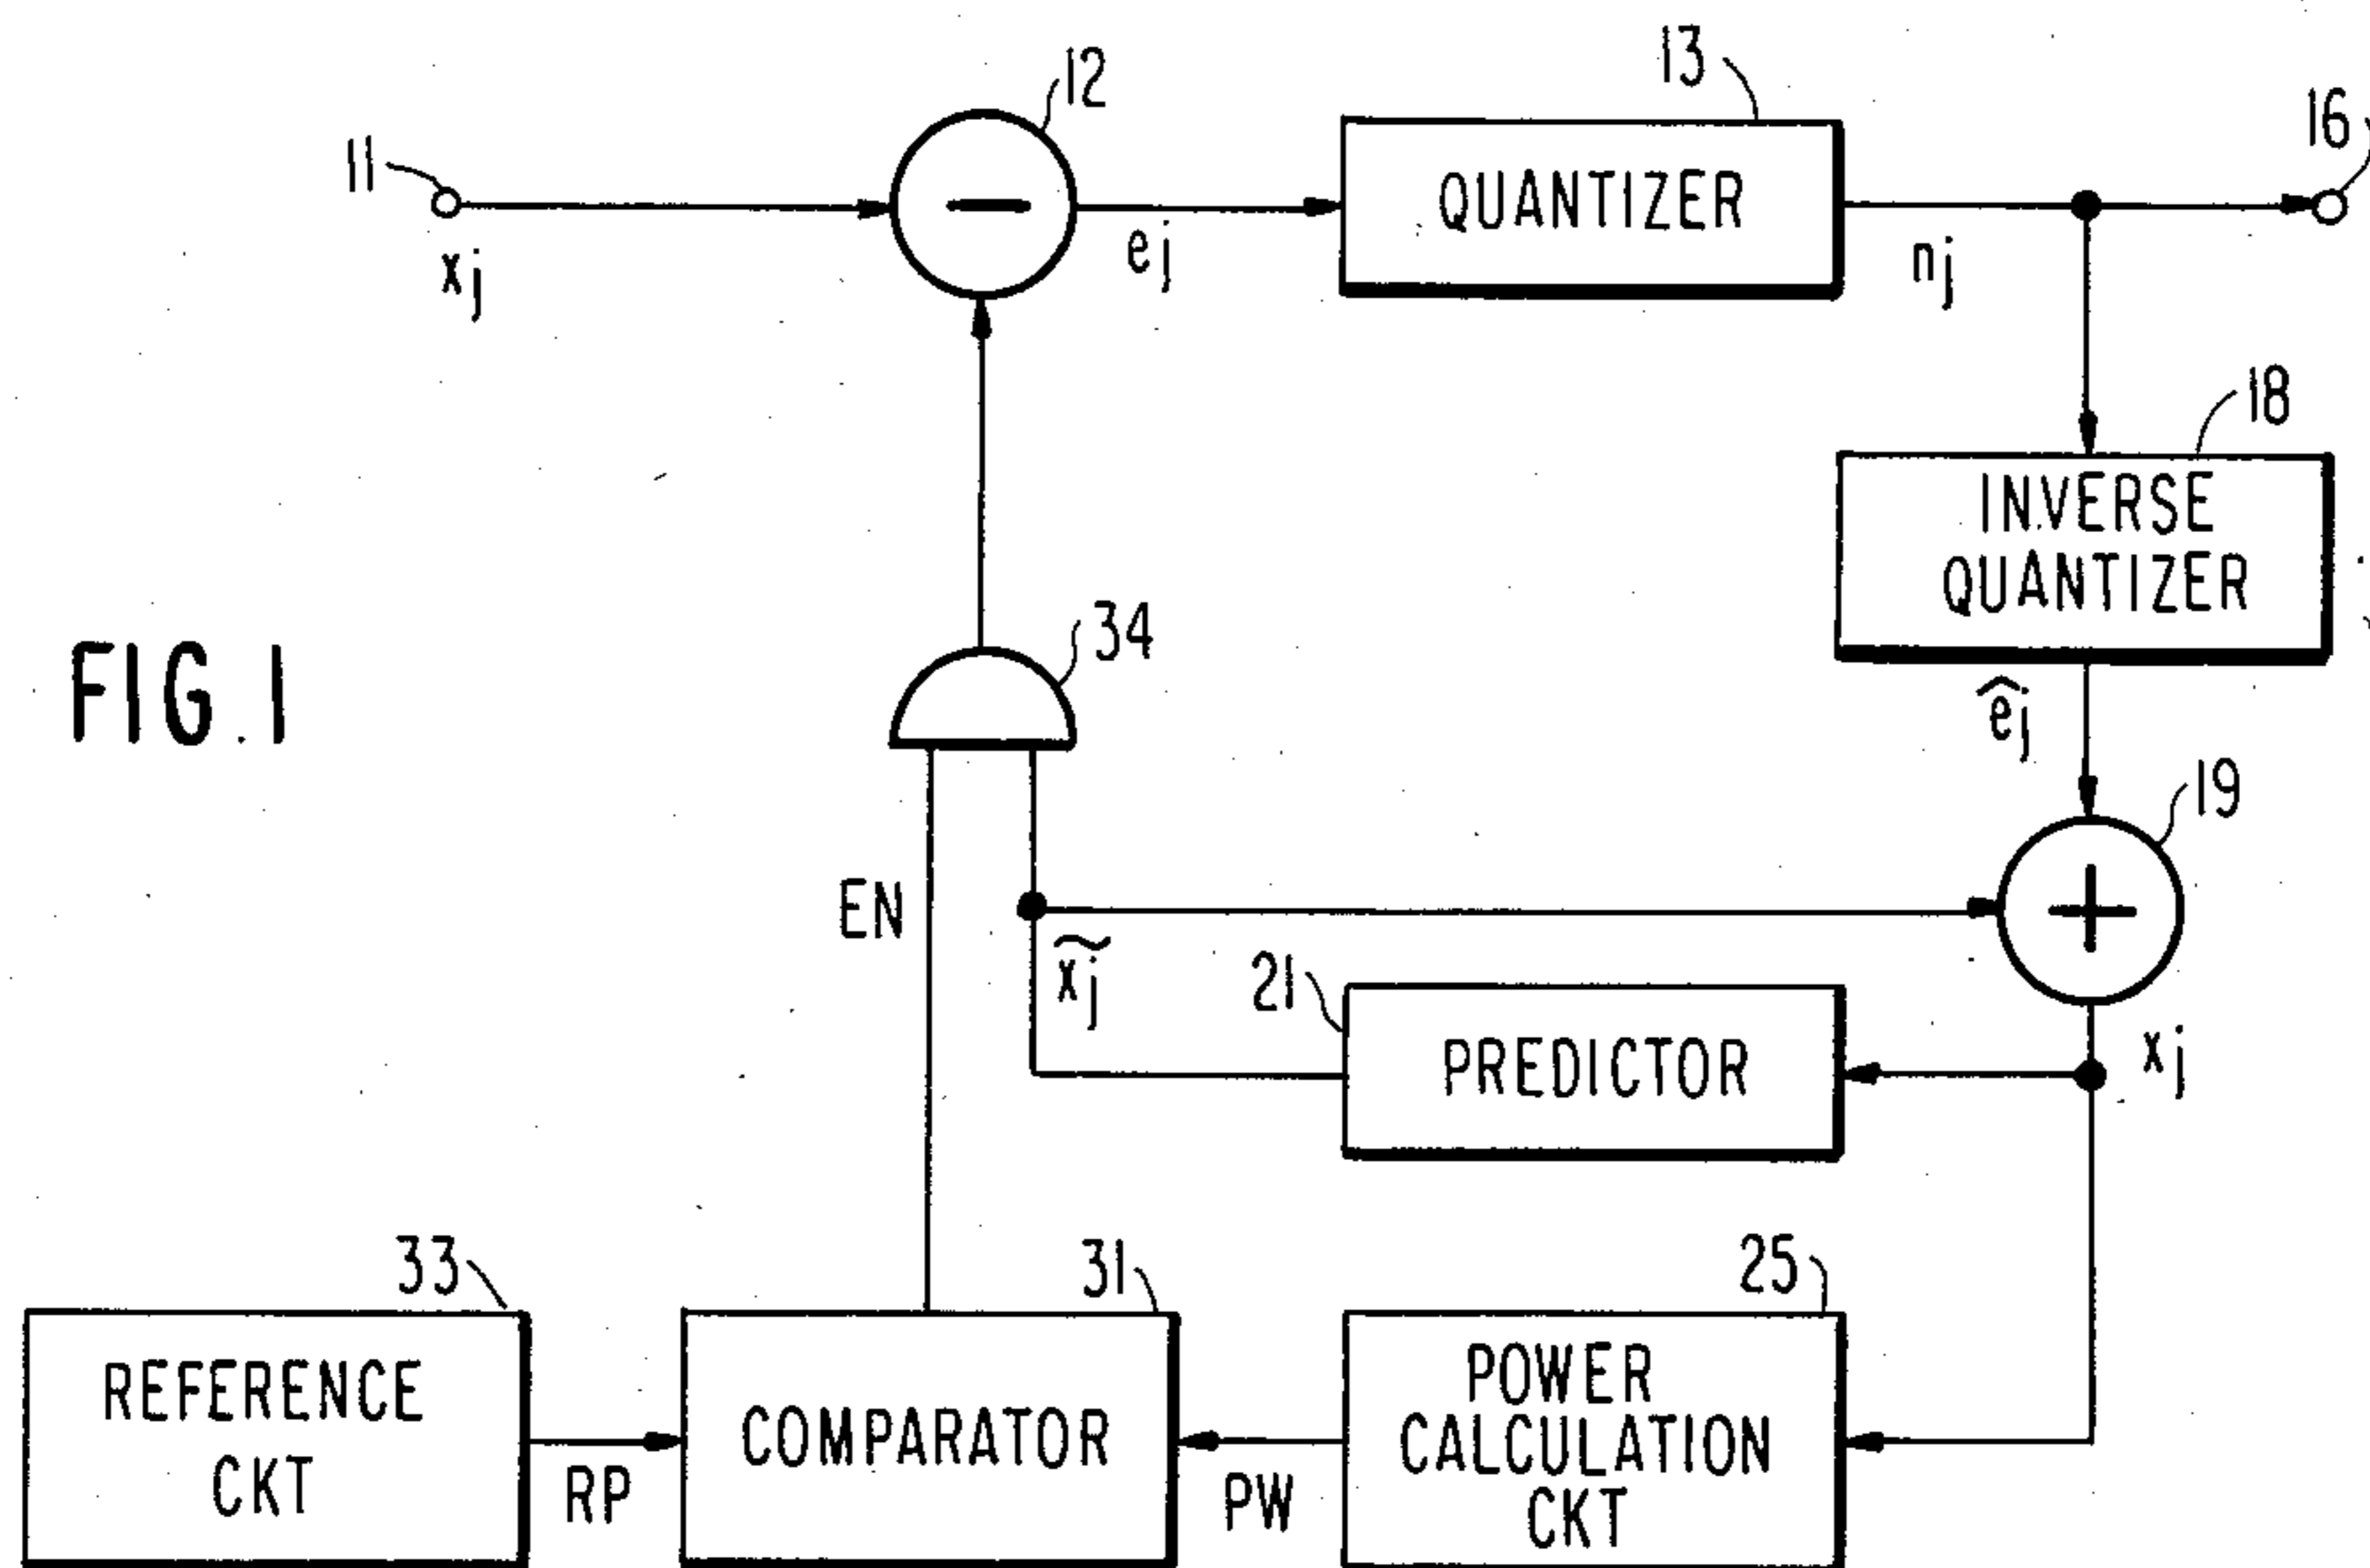 11
x_j
12
e_j
13
QUANTIZER
n_j
16
18
INVERSE
QUANTIZER
ê_j
19
34
FIG. 1
EN
x̃_j
21
PREDICTOR
x_j
33
REFERENCE
CKT
RP
31
COMPARATOR
PW
25
POWER
CALCULATION
CKT